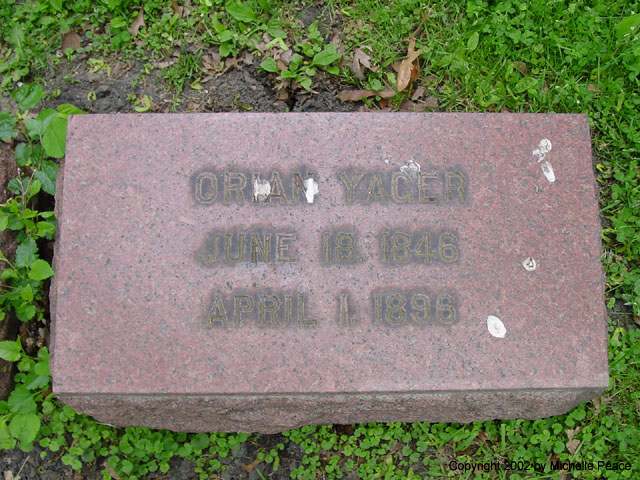 ORIAN YAGER
JUNE 18. 1846
APRIL 1. 1896
Copyright 2002 by Michelle Peace